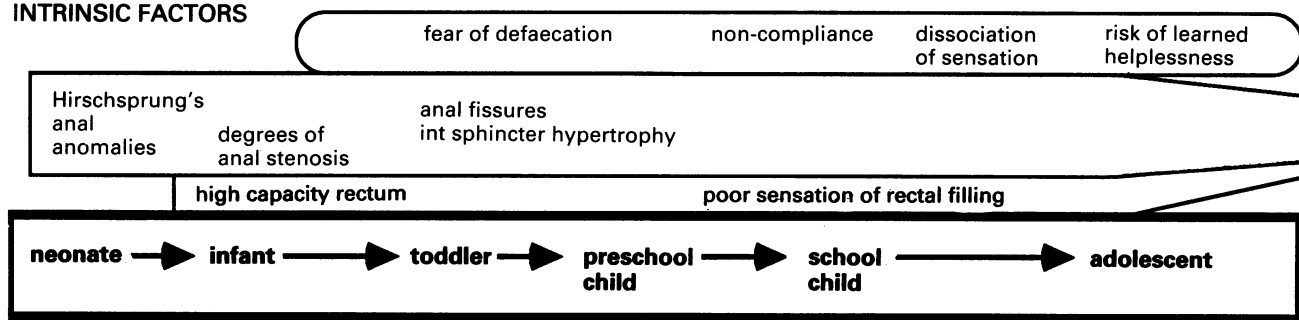 INTRINSIC FACTORS
fear of defaecation
non-compliance
dissociation
of sensation
risk of learned
helplessness
Hirschsprung's
anal
anomalies
degrees of
anal stenosis
anal fissures
int sphincter hypertrophy
high capacity rectum
poor sensation of rectal filling
neonate
infant
toddler
preschool
child
school
child
adolescent